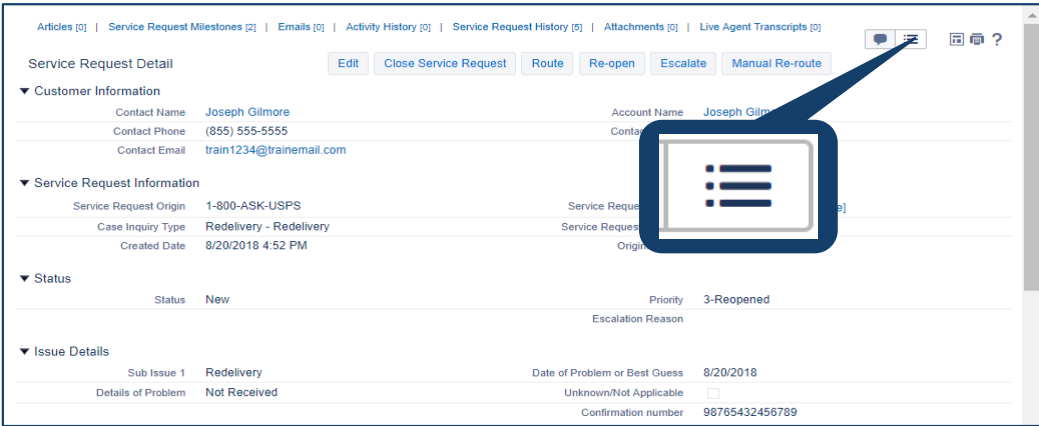 Articles [0] | Service Request Milestones [2] | Emails [0] | Activity History [0] | Service Request History [5] | Attachments [0] | Live Agent Transcripts [0]
?
Service Request Detail Edit Close Service Request Route Re-open Escalate Manual Re-route
Customer Information
Contact Name Joseph Gilmore Account Name Joseph
Contact Phone (855) 555-5555
Contact Email train1234@trainemail.com
Service Request Information
Service Request Origin 1-800-ASK-USPS Service
Case Inquiry Type Redelivery - Redelivery Service
Created Date 8/20/2018 4:52 PM
Status
Status New Priority 3-Reopened
Escalation Reason
Issue Details
Sub Issue 1 Redelivery Date of Problem or Best Guess 8/20/2018
Details of Problem Not Received Unknown/Not Applicable
Confirmation number 98765432456789